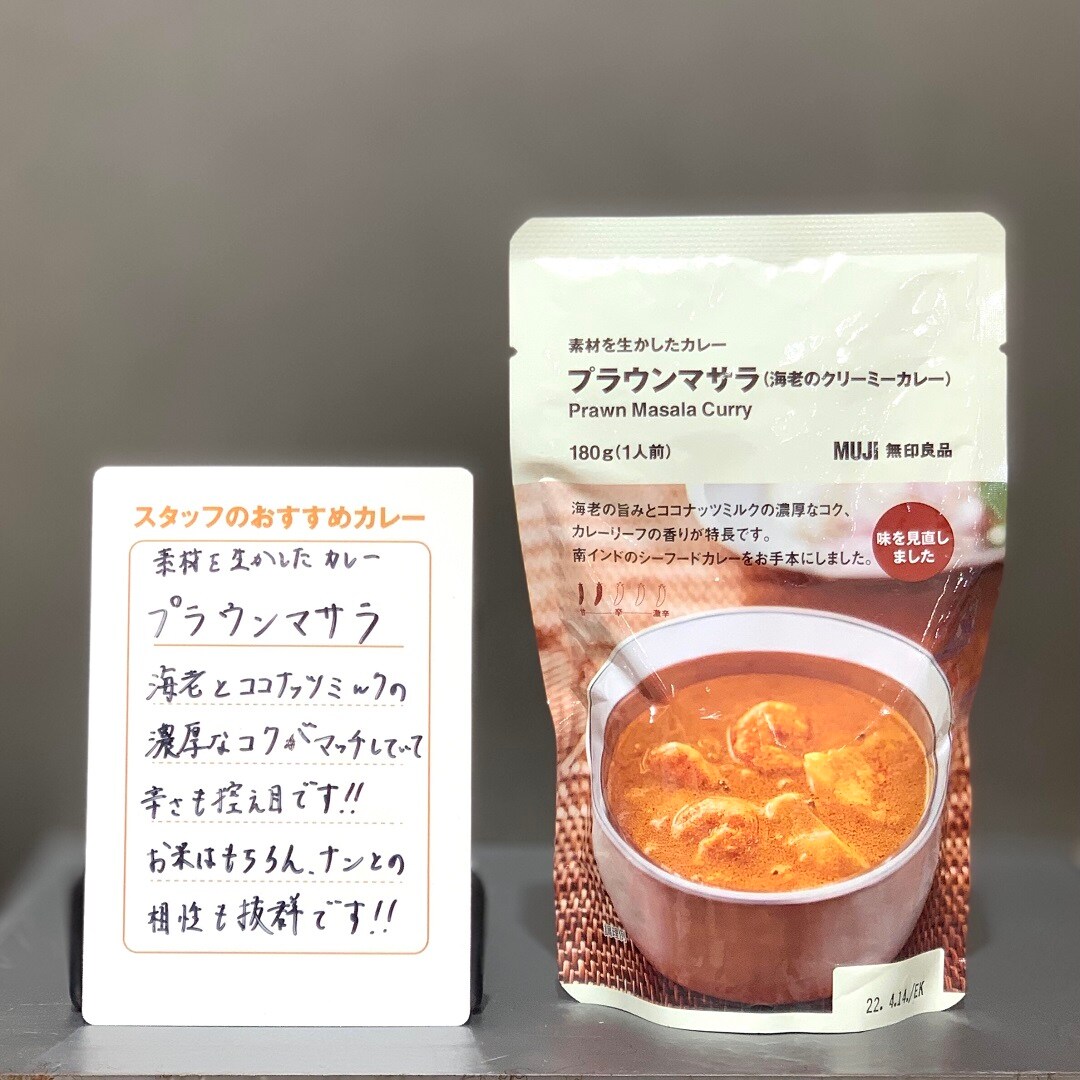 スタッフのおすすめカレー
素材を生かしたカレー
プラウンマサラ
海老とココナッツミルクの
濃厚なコクがマッチしていて
辛さも控え目です!!
お米はもちろん、ナンとの
相性も抜群です!!
素材を生かしたカレー
プラウンマサラ(海老のクリーミーカレー)
Prawn Masala Curry
180g(1人前)
MUJI 無印良品
海老の旨みとココナッツミルクの濃厚なコク、
カレーリーフの香りが特長です。
南インドのシーフードカレーをお手本にしました。
味を見直し
ました
辛 激辛
22. 4.14./EK